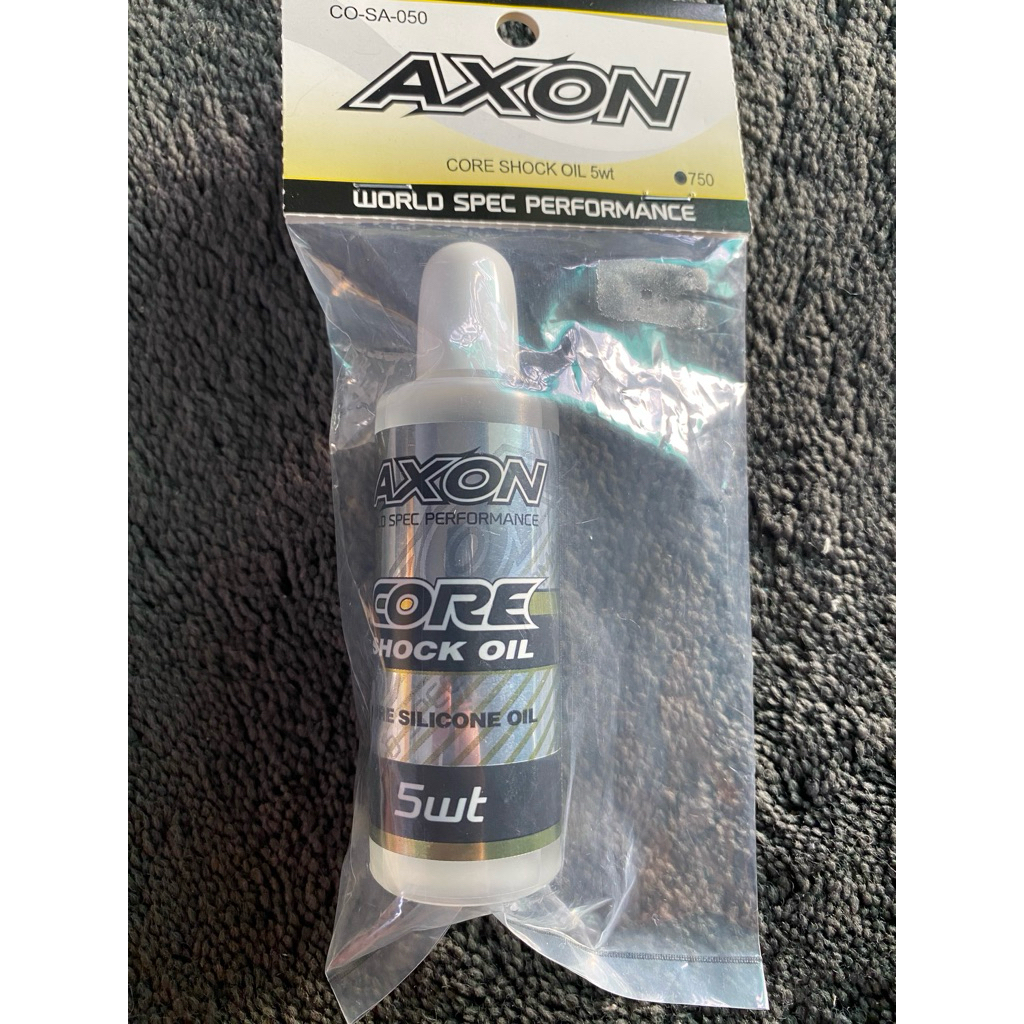 CO-SA-050
AXON
CORE SHOCK OIL 5wt
●750
WORLD SPEC PERFORMANCE
AXON
SPEC PERFORMANCE
CORE
SHOCK OIL
SILICONE OIL
5wt